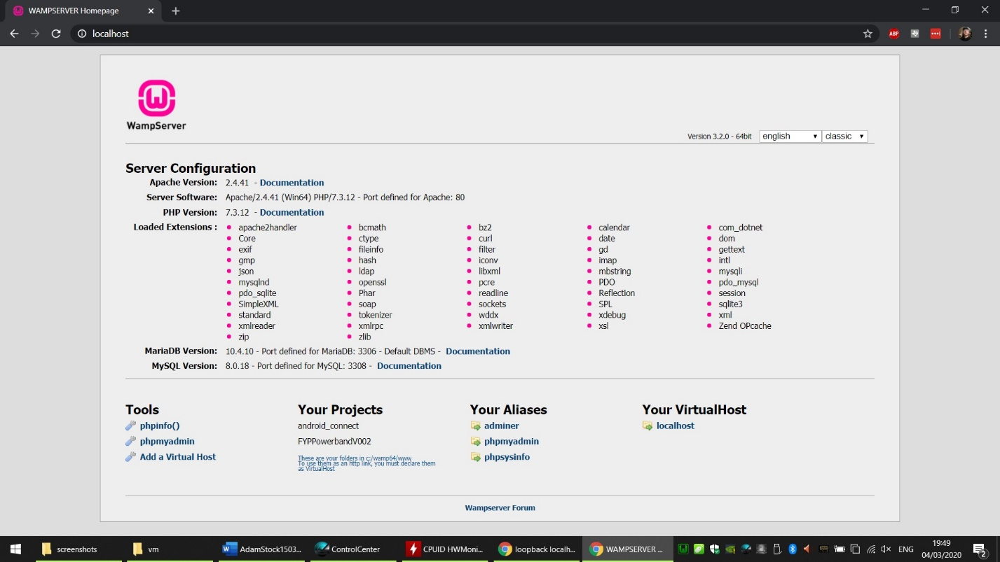 WAMPSERVER Homepage
localhost
ABP
WampServer
Version 3.2.0 - 64bit english classic
Server Configuration
Apache Version: 2.4.41 - Documentation
Server Software: Apache/2.4.41 (Win64) PHP/7.3.12 - Port defined for Apache: 80
PHP Version: 7.3.12 - Documentation
Loaded Extensions : apache2handler bcmath bz2 calendar com_dotnet
Core ctype curl date dom
exif fileinfo filter gd gettext
gmp hash iconv imap intl
json ldap libxml mbstring mysqli
mysqlnd openssl pcre PDO pdo_mysql
pdo_sqlite Phar readline Reflection session
SimpleXML soap sockets SPL sqlite3
standard tokenizer wddx xdebug xml
xmlreader xmlrpc xmlwriter xsl Zend OPcache
zip zlib
MariaDB Version: 10.4.10 - Port defined for MariaDB: 3306 - Default DBMS - Documentation
MySQL Version: 8.0.18 - Port defined for MySQL: 3308 - Documentation
Tools
phpinfo()
phpmyadmin
Add a Virtual Host
Your Projects
android_connect
FYPPowerbandV002
These are your folders in c:/wamp64/www
To use them as an http link, you must declare them
as VirtualHost
Your Aliases
adminer
phpmyadmin
phpsysinfo
Your VirtualHost
localhost
Wampserver Forum
screenshots vm AdamStock1503... ControlCenter CPUID HWMoni... loopback localh... WAMPSERVER ... ENG 19:49
04/03/2020 2